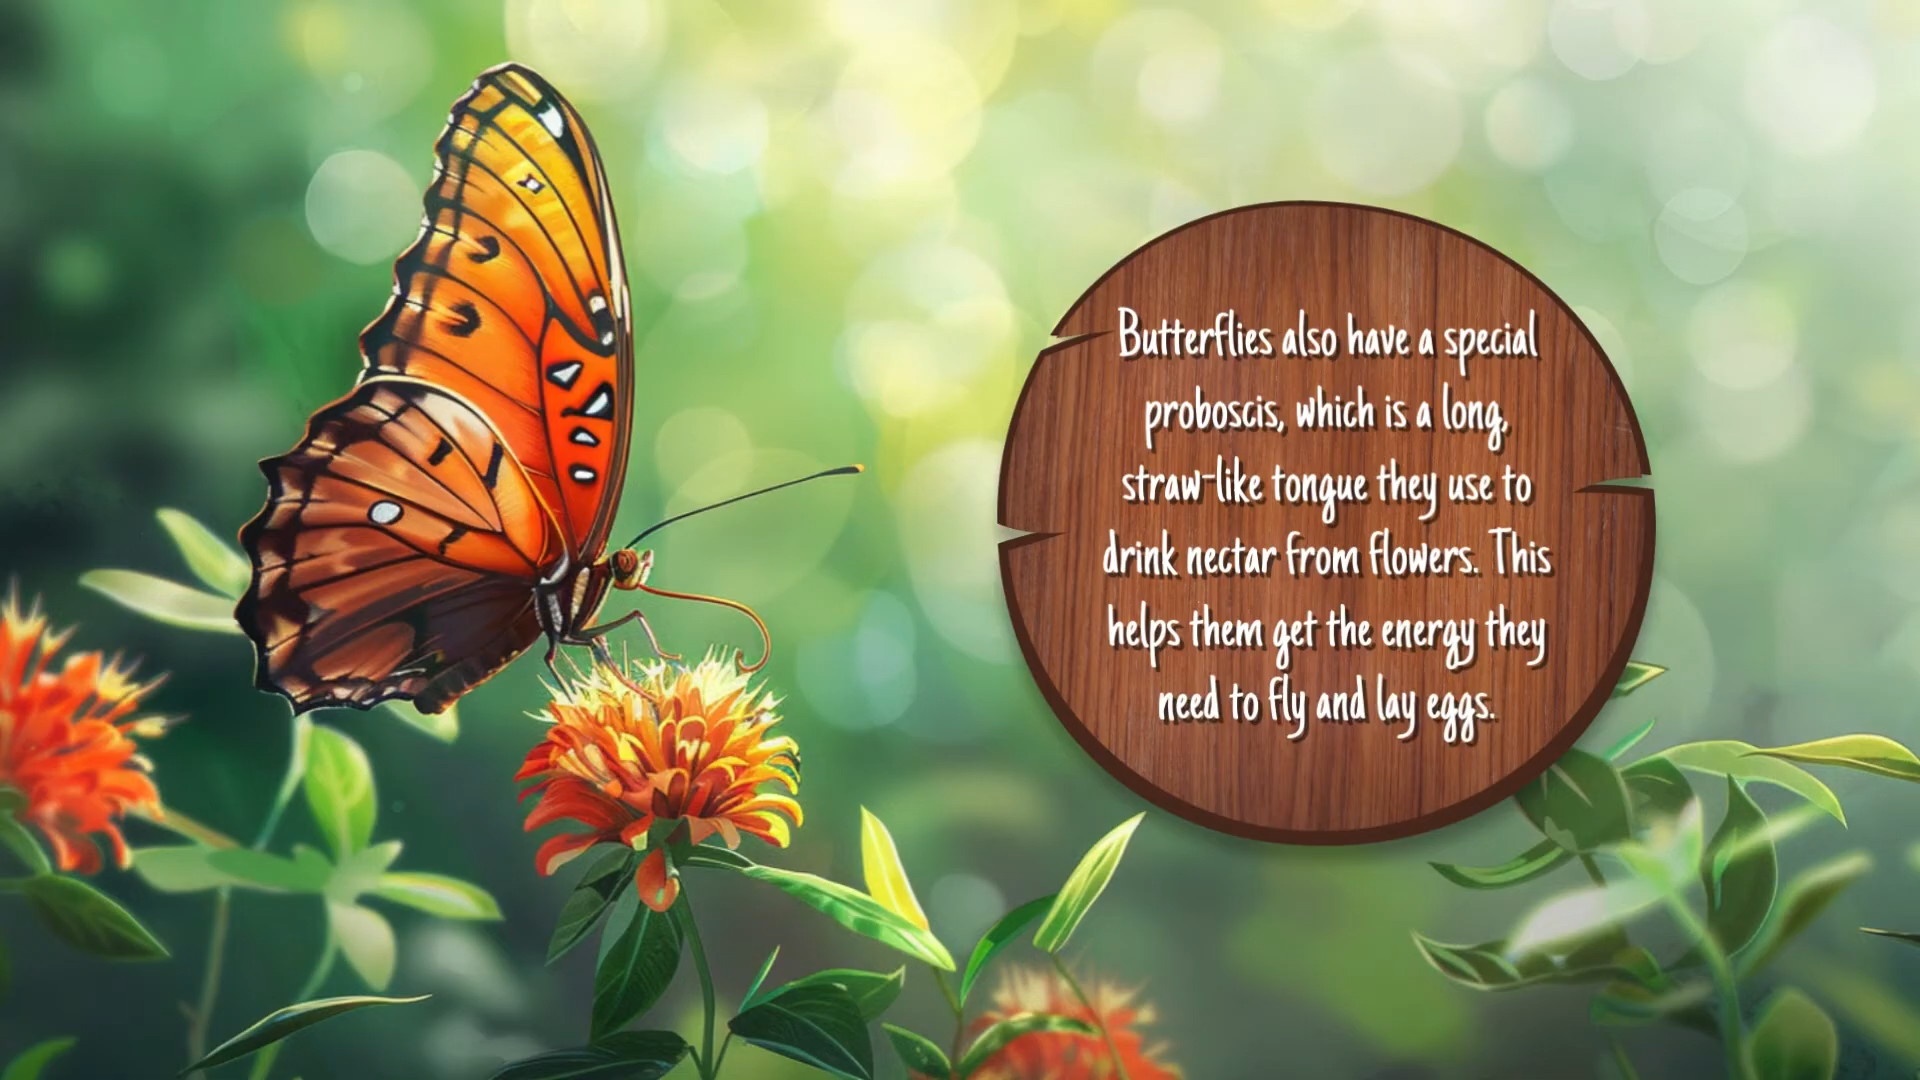 Butterflies also have a special
proboscis, which is a long,
straw-like tongue they use to
drink nectar from flowers. This
helps them get the energy they
need to fly and lay eggs.